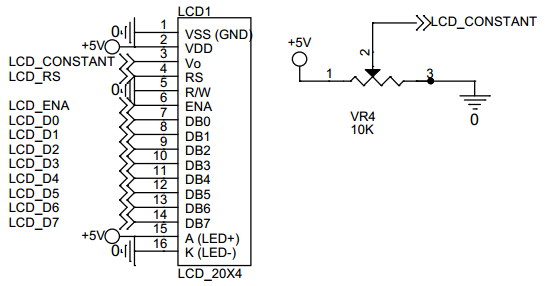 LCD1
0 1 VSS (GND)
+5V 2 VDD
LCD_CONSTANT 3 Vo
LCD_RS 4 RS
0 5 R/W
LCD_ENA 6 ENA
LCD_D0 7 DB0
LCD_D1 8 DB1
LCD_D2 9 DB2
LCD_D3 10 DB3
LCD_D4 11 DB4
LCD_D5 12 DB5
LCD_D6 13 DB6
LCD_D7 14 DB7
+5V 15 A (LED+)
0 16 K (LED-)
LCD_20X4
LCD_CONSTANT
+5V
2
1
3
VR4
10K
0